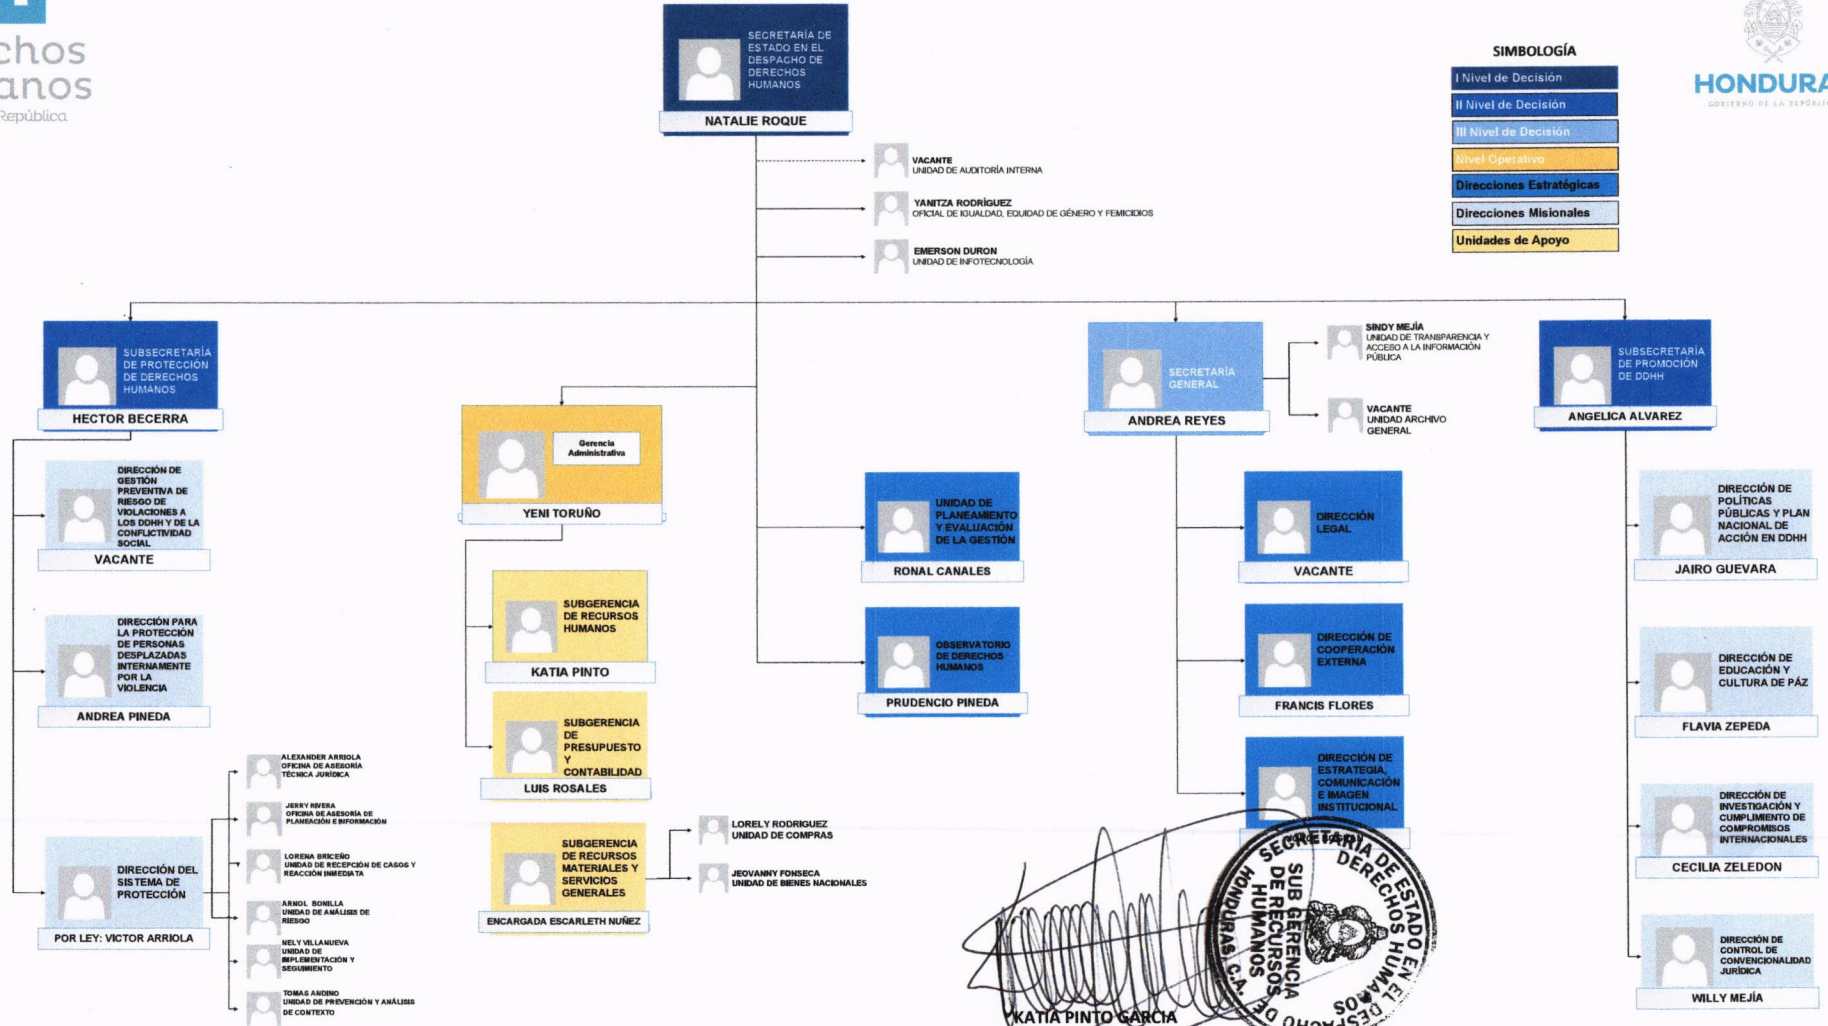 chos
anos
República
SECRETARÍA DE
ESTADO EN EL
DESPACHO DE
DERECHOS
HUMANOS
NATALIE ROQUE
SIMBOLOGÍA
I Nivel de Decisión
II Nivel de Decisión
III Nivel de Decisión
Nivel Operativo
Direcciones Estratégicas
Direcciones Misionales
Unidades de Apoyo
HONDURA
GOBIERNO DE LA REPÚBLI
VACANTE
UNIDAD DE AUDITORÍA INTERNA
YANITZA RODRÍGUEZ
OFICIAL DE IGUALDAD, EQUIDAD DE GÉNERO Y FEMICIDIOS
EMERSON DURON
UNIDAD DE INFOTECNOLOGÍA
SUBSECRETARÍA
DE PROTECCIÓN
DE DERECHOS
HUMANOS
HECTOR BECERRA
DIRECCIÓN DE
GESTIÓN
PREVENTIVA DE
RIESGO DE
VIOLACIONES A
LOS DDHH Y DE LA
CONFLICTIVIDAD
SOCIAL
VACANTE
DIRECCIÓN PARA
LA PROTECCIÓN
DE PERSONAS
DESPLAZADAS
INTERNAMENTE
POR LA
VIOLENCIA
ANDREA PINEDA
DIRECCIÓN DEL
SISTEMA DE
PROTECCIÓN
POR LEY: VICTOR ARRIOLA
ALEXANDER ARRIOLA
OFICINA DE ASESORÍA
TÉCNICA JURÍDICA
JERRY RIVERA
OFICINA DE ASESORÍA DE
PLANEACIÓN E INFORMACIÓN
LORENA BRICEÑO
UNIDAD DE RECEPCIÓN DE CASOS Y
REACCIÓN INMEDIATA
ARNOL BONILLA
UNIDAD DE ANÁLISIS DE
RIESGO
NELY VILLANUEVA
UNIDAD DE
IMPLEMENTACIÓN Y
SEGUIMIENTO
TOMAS ANDINO
UNIDAD DE PREVENCIÓN Y ANÁLISIS
DE CONTEXTO
Gerencia
Administrativa
YENI TORUÑO
SUBGERENCIA
DE RECURSOS
HUMANOS
KATIA PINTO
SUBGERENCIA
DE
PRESUPUESTO
Y
CONTABILIDAD
LUIS ROSALES
SUBGERENCIA
DE RECURSOS
MATERIALES Y
SERVICIOS
GENERALES
ENCARGADA ESCARLETH NUÑEZ
LORELY RODRIGUEZ
UNIDAD DE COMPRAS
JEOVANNY FONSECA
UNIDAD DE BIENES NACIONALES
UNIDAD DE
PLANEAMIENTO
Y EVALUACIÓN
DE LA GESTIÓN
RONAL CANALES
OBSERVATORIO
DE DERECHOS
HUMANOS
PRUDENCIO PINEDA
SECRETARÍA
GENERAL
ANDREA REYES
SINDY MEJÍA
UNIDAD DE TRANSPARENCIA Y
ACCESO A LA INFORMACIÓN
PÚBLICA
VACANTE
UNIDAD ARCHIVO
GENERAL
DIRECCIÓN
LEGAL
VACANTE
DIRECCIÓN DE
COOPERACIÓN
EXTERNA
FRANCIS FLORES
DIRECCIÓN DE
ESTRATEGIA,
COMUNICACIÓN
E IMAGEN
INSTITUCIONAL
SUBSECRETARÍA
DE PROMOCIÓN
DE DDHH
ANGELICA ALVAREZ
DIRECCIÓN DE
POLÍTICAS
PÚBLICAS Y PLAN
NACIONAL DE
ACCIÓN EN DDHH
JAIRO GUEVARA
DIRECCIÓN DE
EDUCACIÓN Y
CULTURA DE PÁZ
FLAVIA ZEPEDA
DIRECCIÓN DE
INVESTIGACIÓN Y
CUMPLIMIENTO DE
COMPROMISOS
INTERNACIONALES
CECILIA ZELEDON
DIRECCIÓN DE
CONTROL DE
CONVENCIONALIDAD
JURÍDICA
WILLY MEJÍA
SECRETARÍA DE ESTADO EN EL DESPACHO DE
DERECHOS HUMANOS
SUB GERENCIA
DE RECURSOS
HUMANOS
HONDURAS, C.A.
KATIA PINTO GARCIA